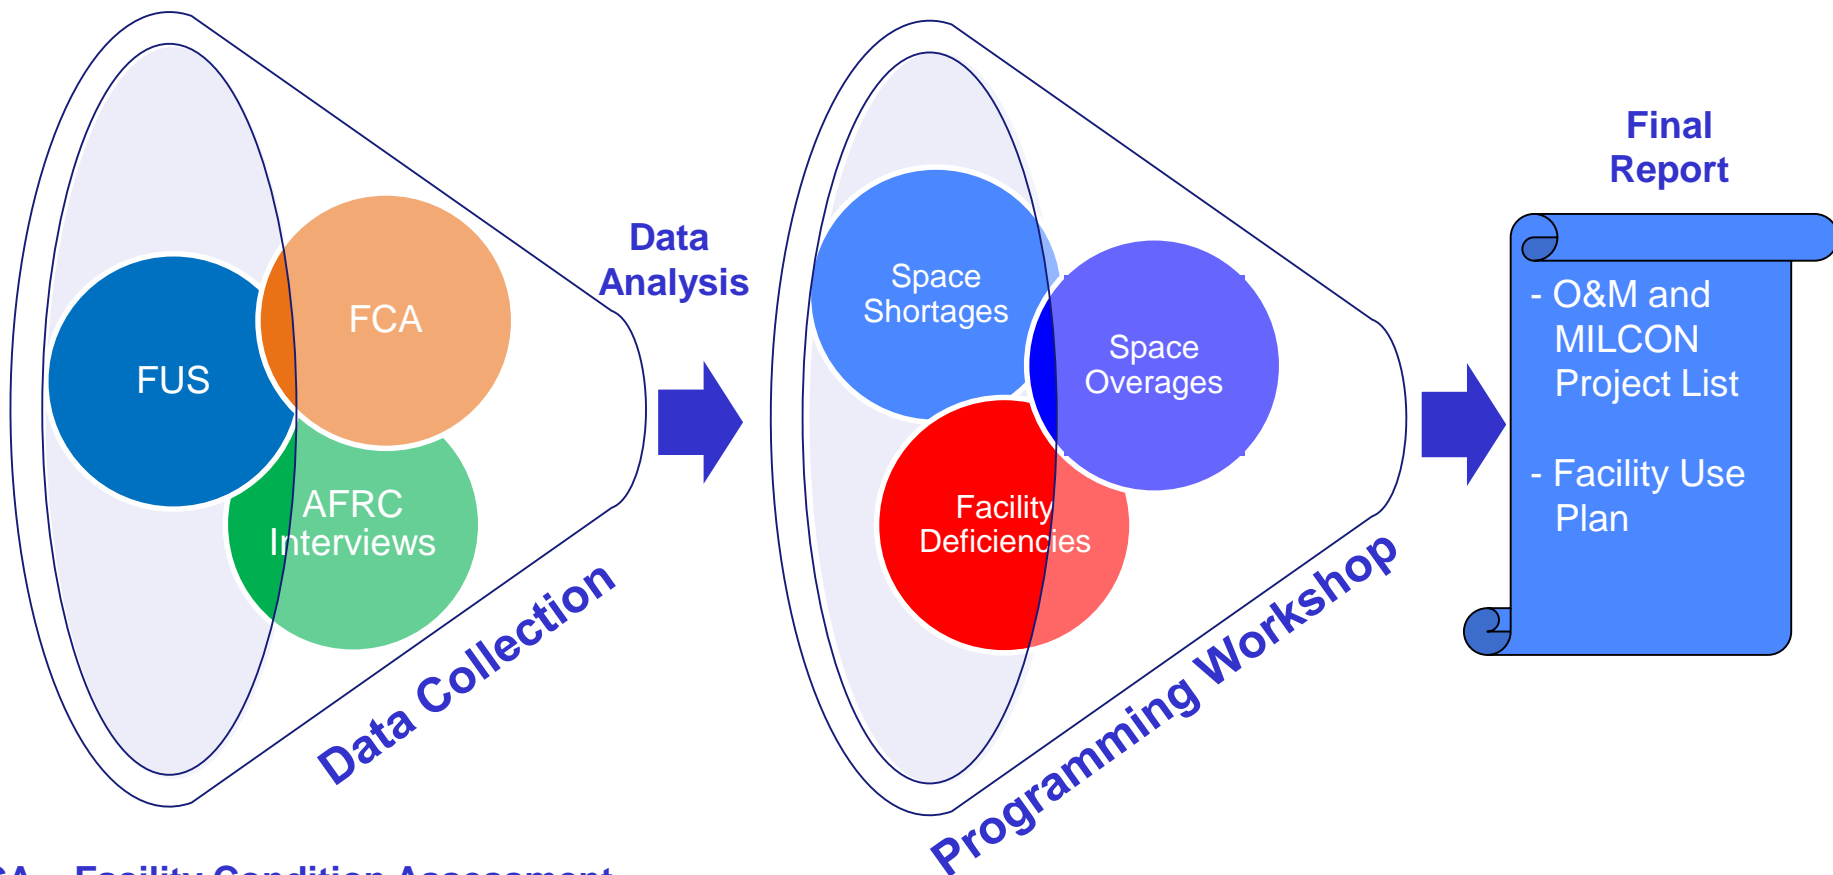 FUS
FCA
AFRC
Interviews
Data Collection
Data
Analysis
Space
Shortages
Space
Overages
Facility
Deficiencies
Programming Workshop
Final
Report
- O&M and
MILCON
Project List
- Facility Use
Plan
Facility Condition Assessment